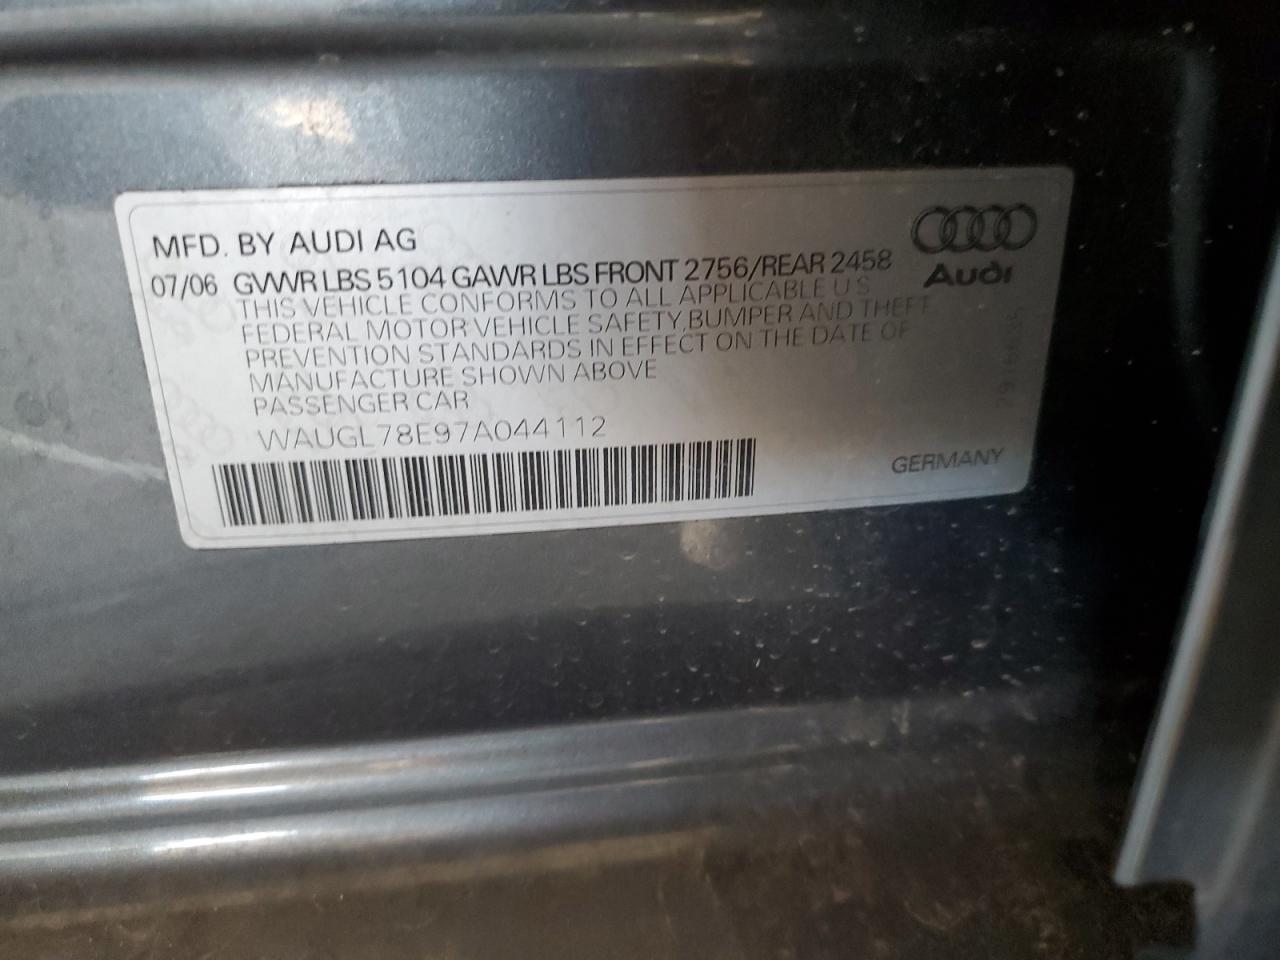 MFD. BY AUDI AG
07/06 GVWR LBS 5104 GAWR LBS FRONT 2756/REAR 2458
THIS VEHICLE CONFORMS TO ALL APPLICABLE U S
FEDERAL MOTOR VEHICLE SAFETY,BUMPER AND THEFT
PREVENTION STANDARDS IN EFFECT ON THE DATE OF
MANUFACTURE SHOWN ABOVE
PASSENGER CAR
WAUGL78E97A044112
Audi
GERMANY